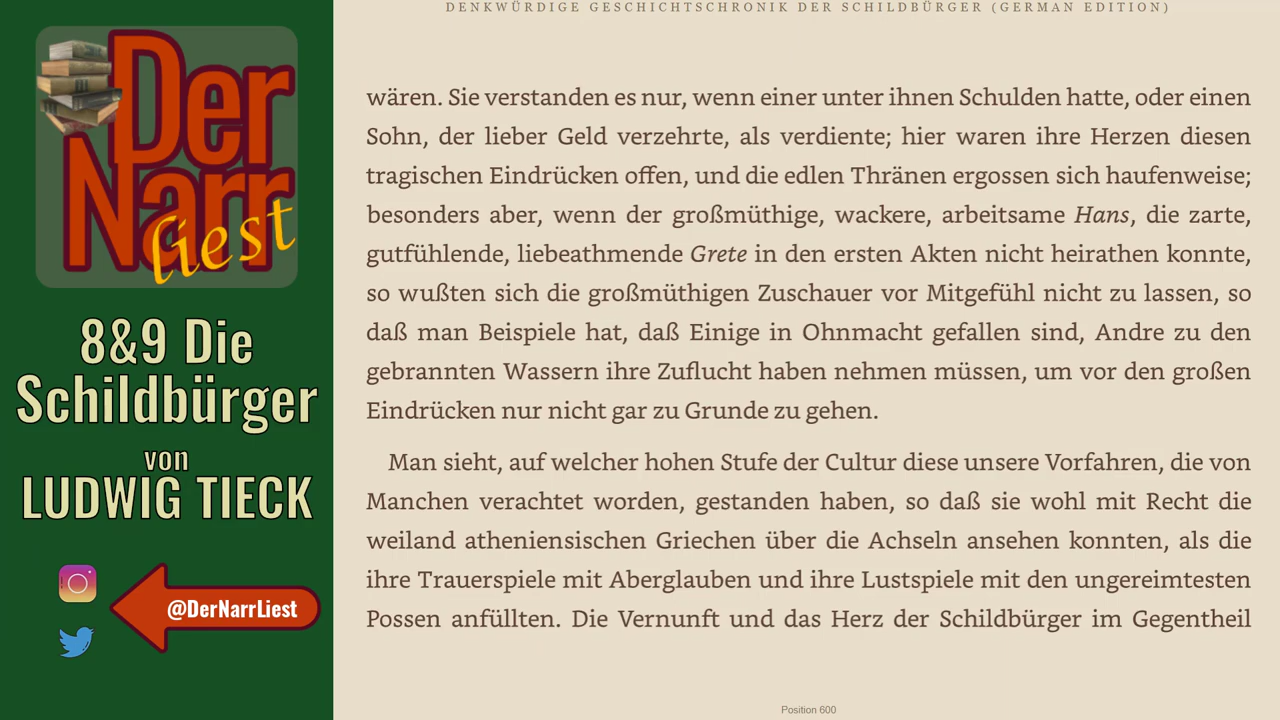 Der
Narr
liest
8&9 Die
Schildbürger
von
LUDWIG TIECK
@DerNarrLiest
DENKWÜRDIGE GESCHICHTSCHRONIK DER SCHILDBÜRGER (GERMAN EDITION)
wären. Sie verstanden es nur, wenn einer unter ihnen Schulden hatte, oder einen
Sohn, der lieber Geld verzehrte, als verdiente; hier waren ihre Herzen diesen
tragischen Eindrücken offen, und die edlen Thränen ergossen sich haufenweise;
besonders aber, wenn der großmüthige, wackere, arbeitsame Hans, die zarte,
gutfühlende, liebeathmende Grete in den ersten Akten nicht heirathen konnte,
so wußten sich die großmüthigen Zuschauer vor Mitgefühl nicht zu lassen, so
daß man Beispiele hat, daß Einige in Ohnmacht gefallen sind, Andre zu den
gebrannten Wassern ihre Zuflucht haben nehmen müssen, um vor den großen
Eindrücken nur nicht gar zu Grunde zu gehen.
Man sieht, auf welcher hohen Stufe der Cultur diese unsere Vorfahren, die von
Manchen verachtet worden, gestanden haben, so daß sie wohl mit Recht die
weiland atheniensischen Griechen über die Achseln ansehen konnten, als die
ihre Trauerspiele mit Aberglauben und ihre Lustspiele mit den ungereimtesten
Possen anfüllten. Die Vernunft und das Herz der Schildbürger im Gegentheil
Position 600